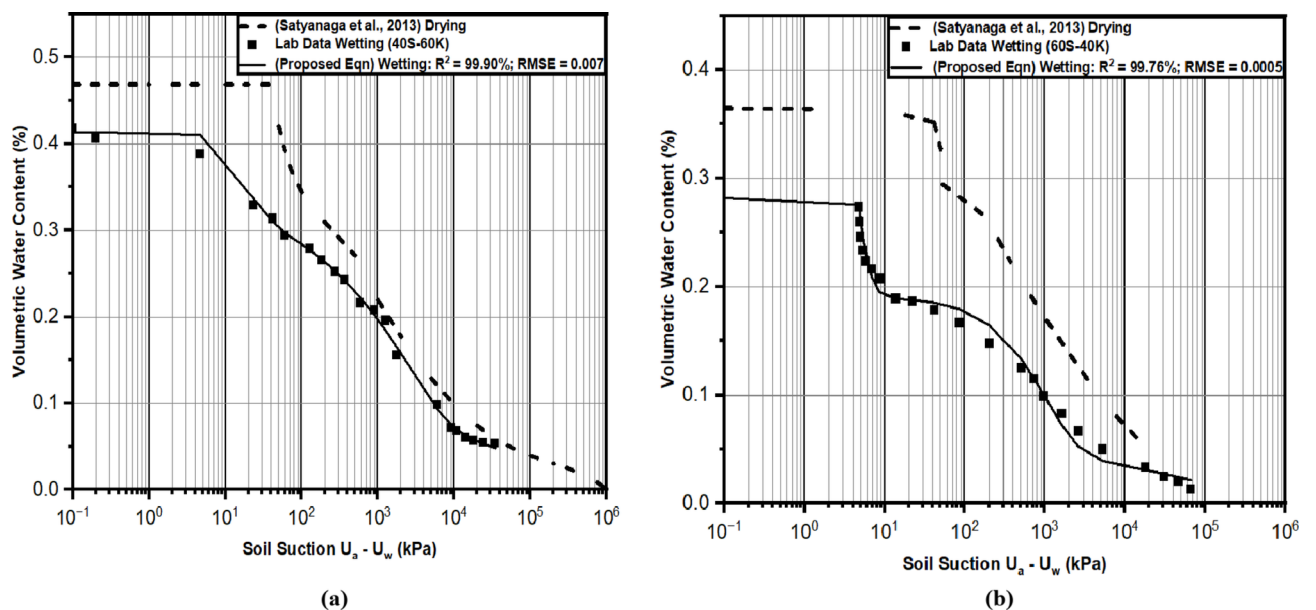 (Satyanaga et al., 2013) Drying
Lab Data Wetting (40S-60K)
(Proposed Eqn) Wetting: R² = 99.90%; RMSE = 0.007
Volumetric Water Content (%)
0.5
0.4
0.3
0.2
0.1
0.0
10⁻¹ 10⁰ 10¹ 10² 10³ 10⁴ 10⁵ 10⁶
Soil Suction Uₐ - U_w (kPa)
(a)
(Satyanaga et al., 2013) Drying
Lab Data Wetting (60S-40K)
(Proposed Eqn) Wetting: R² = 99.76%; RMSE = 0.0005
Volumetric Water Content (%)
0.4
0.3
0.2
0.1
0.0
10⁻¹ 10⁰ 10¹ 10² 10³ 10⁴ 10⁵ 10⁶
Soil Suction Uₐ - U_w (kPa)
(b)